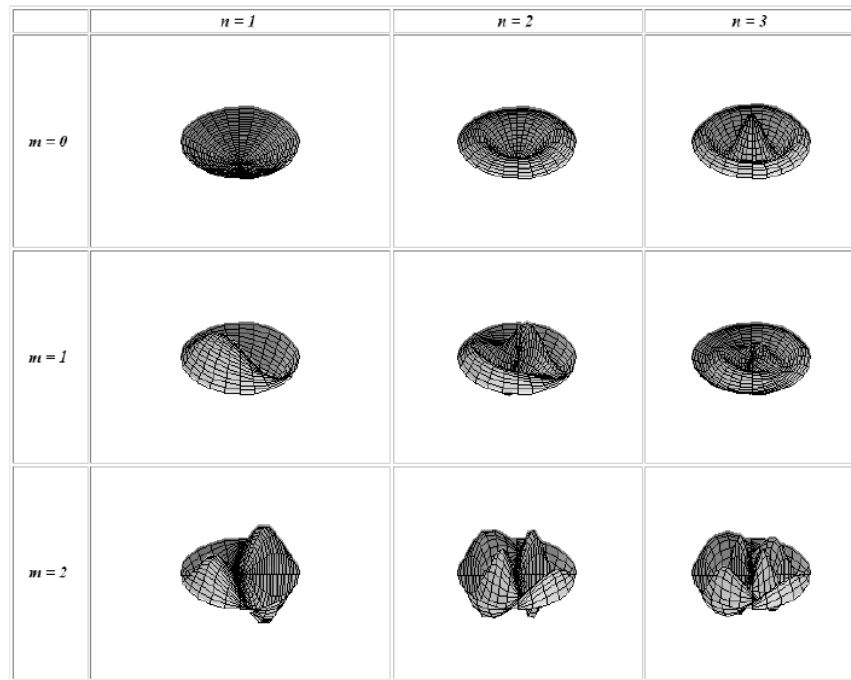 n = 1 n = 2 n = 3
m = 0
m = 1
m = 2